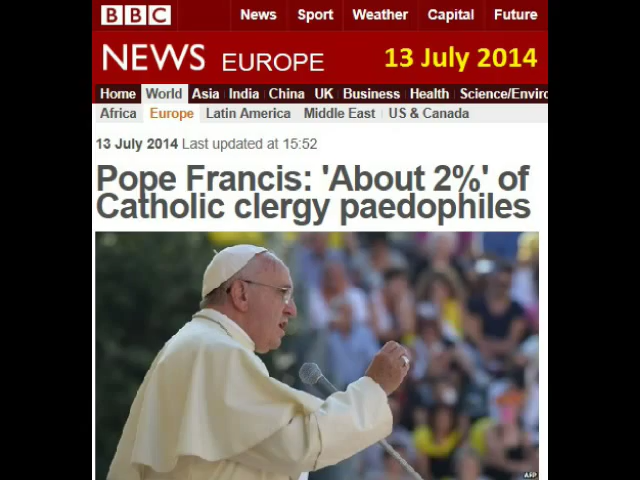 BBC News Sport Weather Capital Future
NEWS EUROPE 13 July 2014
Home World Asia India China UK Business Health Science/Enviro
Africa Europe Latin America Middle East US & Canada
13 July 2014 Last updated at 15:52
Pope Francis: 'About 2%' of
Catholic clergy paedophiles
AFP